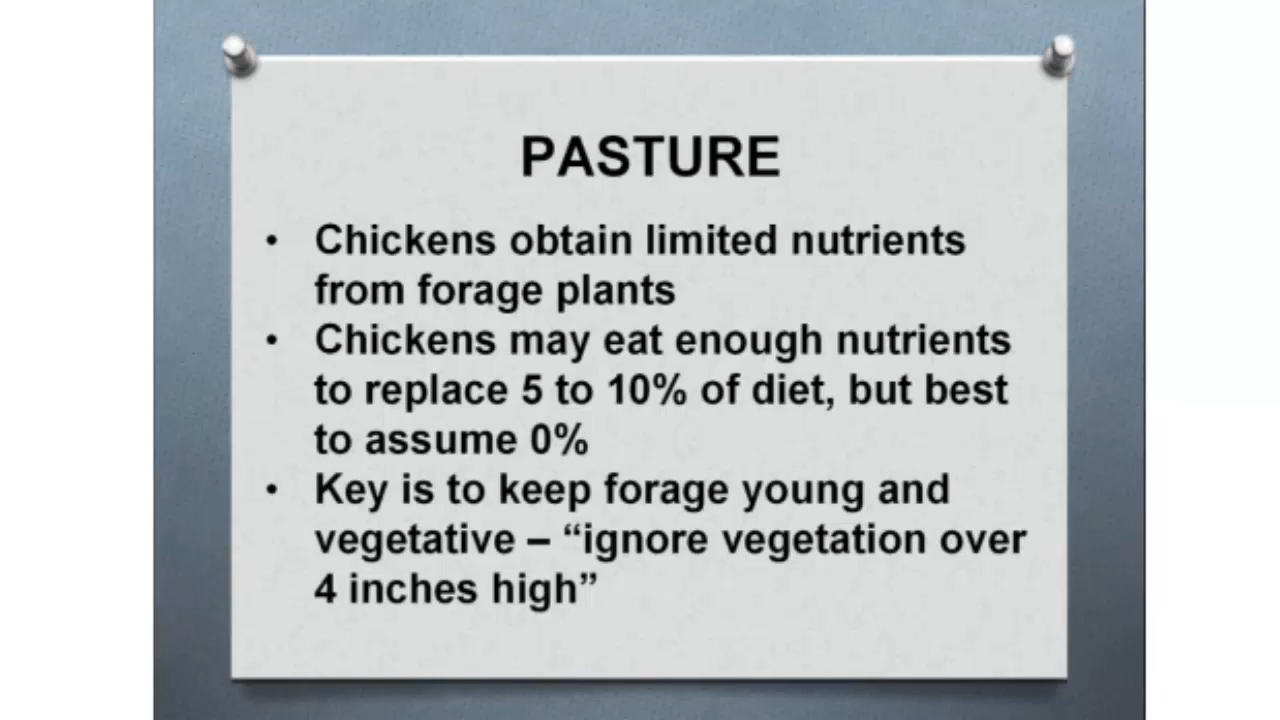 PASTURE
• Chickens obtain limited nutrients
from forage plants
• Chickens may eat enough nutrients
to replace 5 to 10% of diet, but best
to assume 0%
• Key is to keep forage young and
vegetative – “ignore vegetation over
4 inches high”